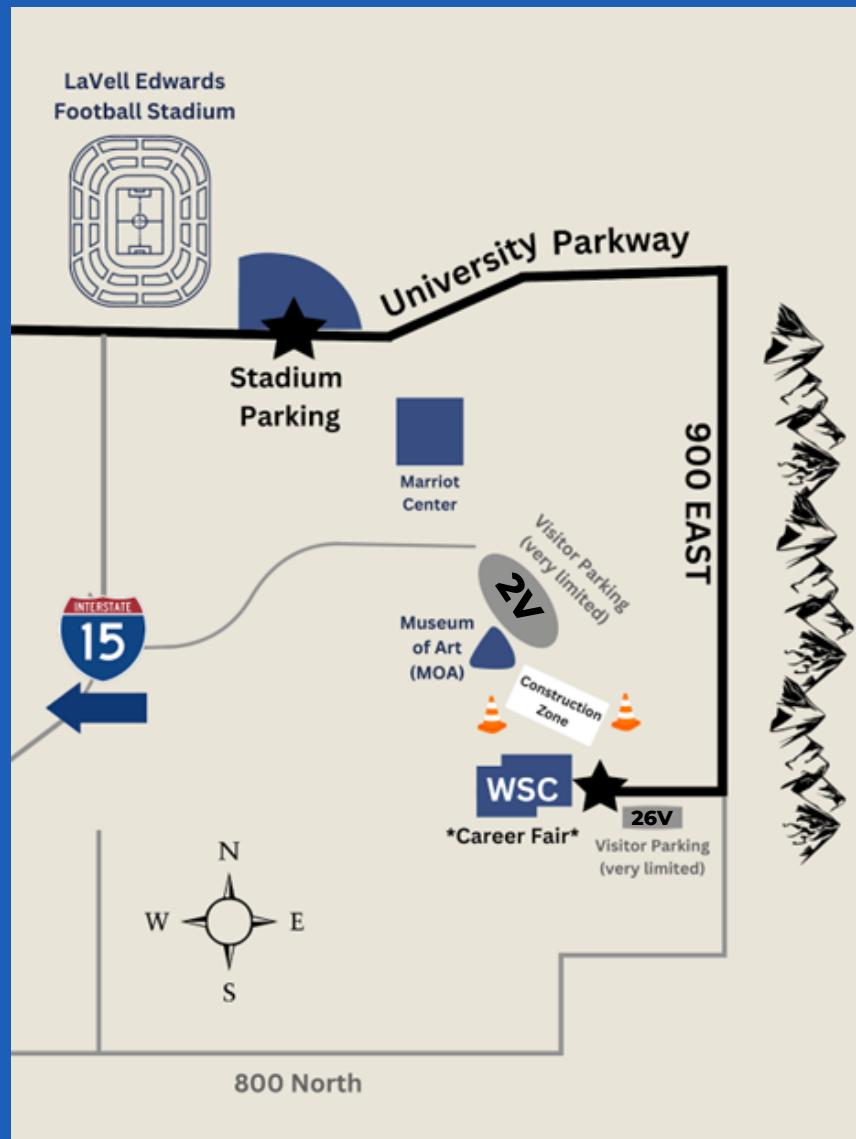 LaVell Edwards
Football Stadium
University Parkway
Stadium
Parking
900 EAST
Marriot
Center
Visitor Parking
(very limited)
2V
INTERSTATE
15
Museum
of Art
(MOA)
Construction
Zone
WSC
*Career Fair*
26V
Visitor Parking
(very limited)
N
W
E
S
800 North